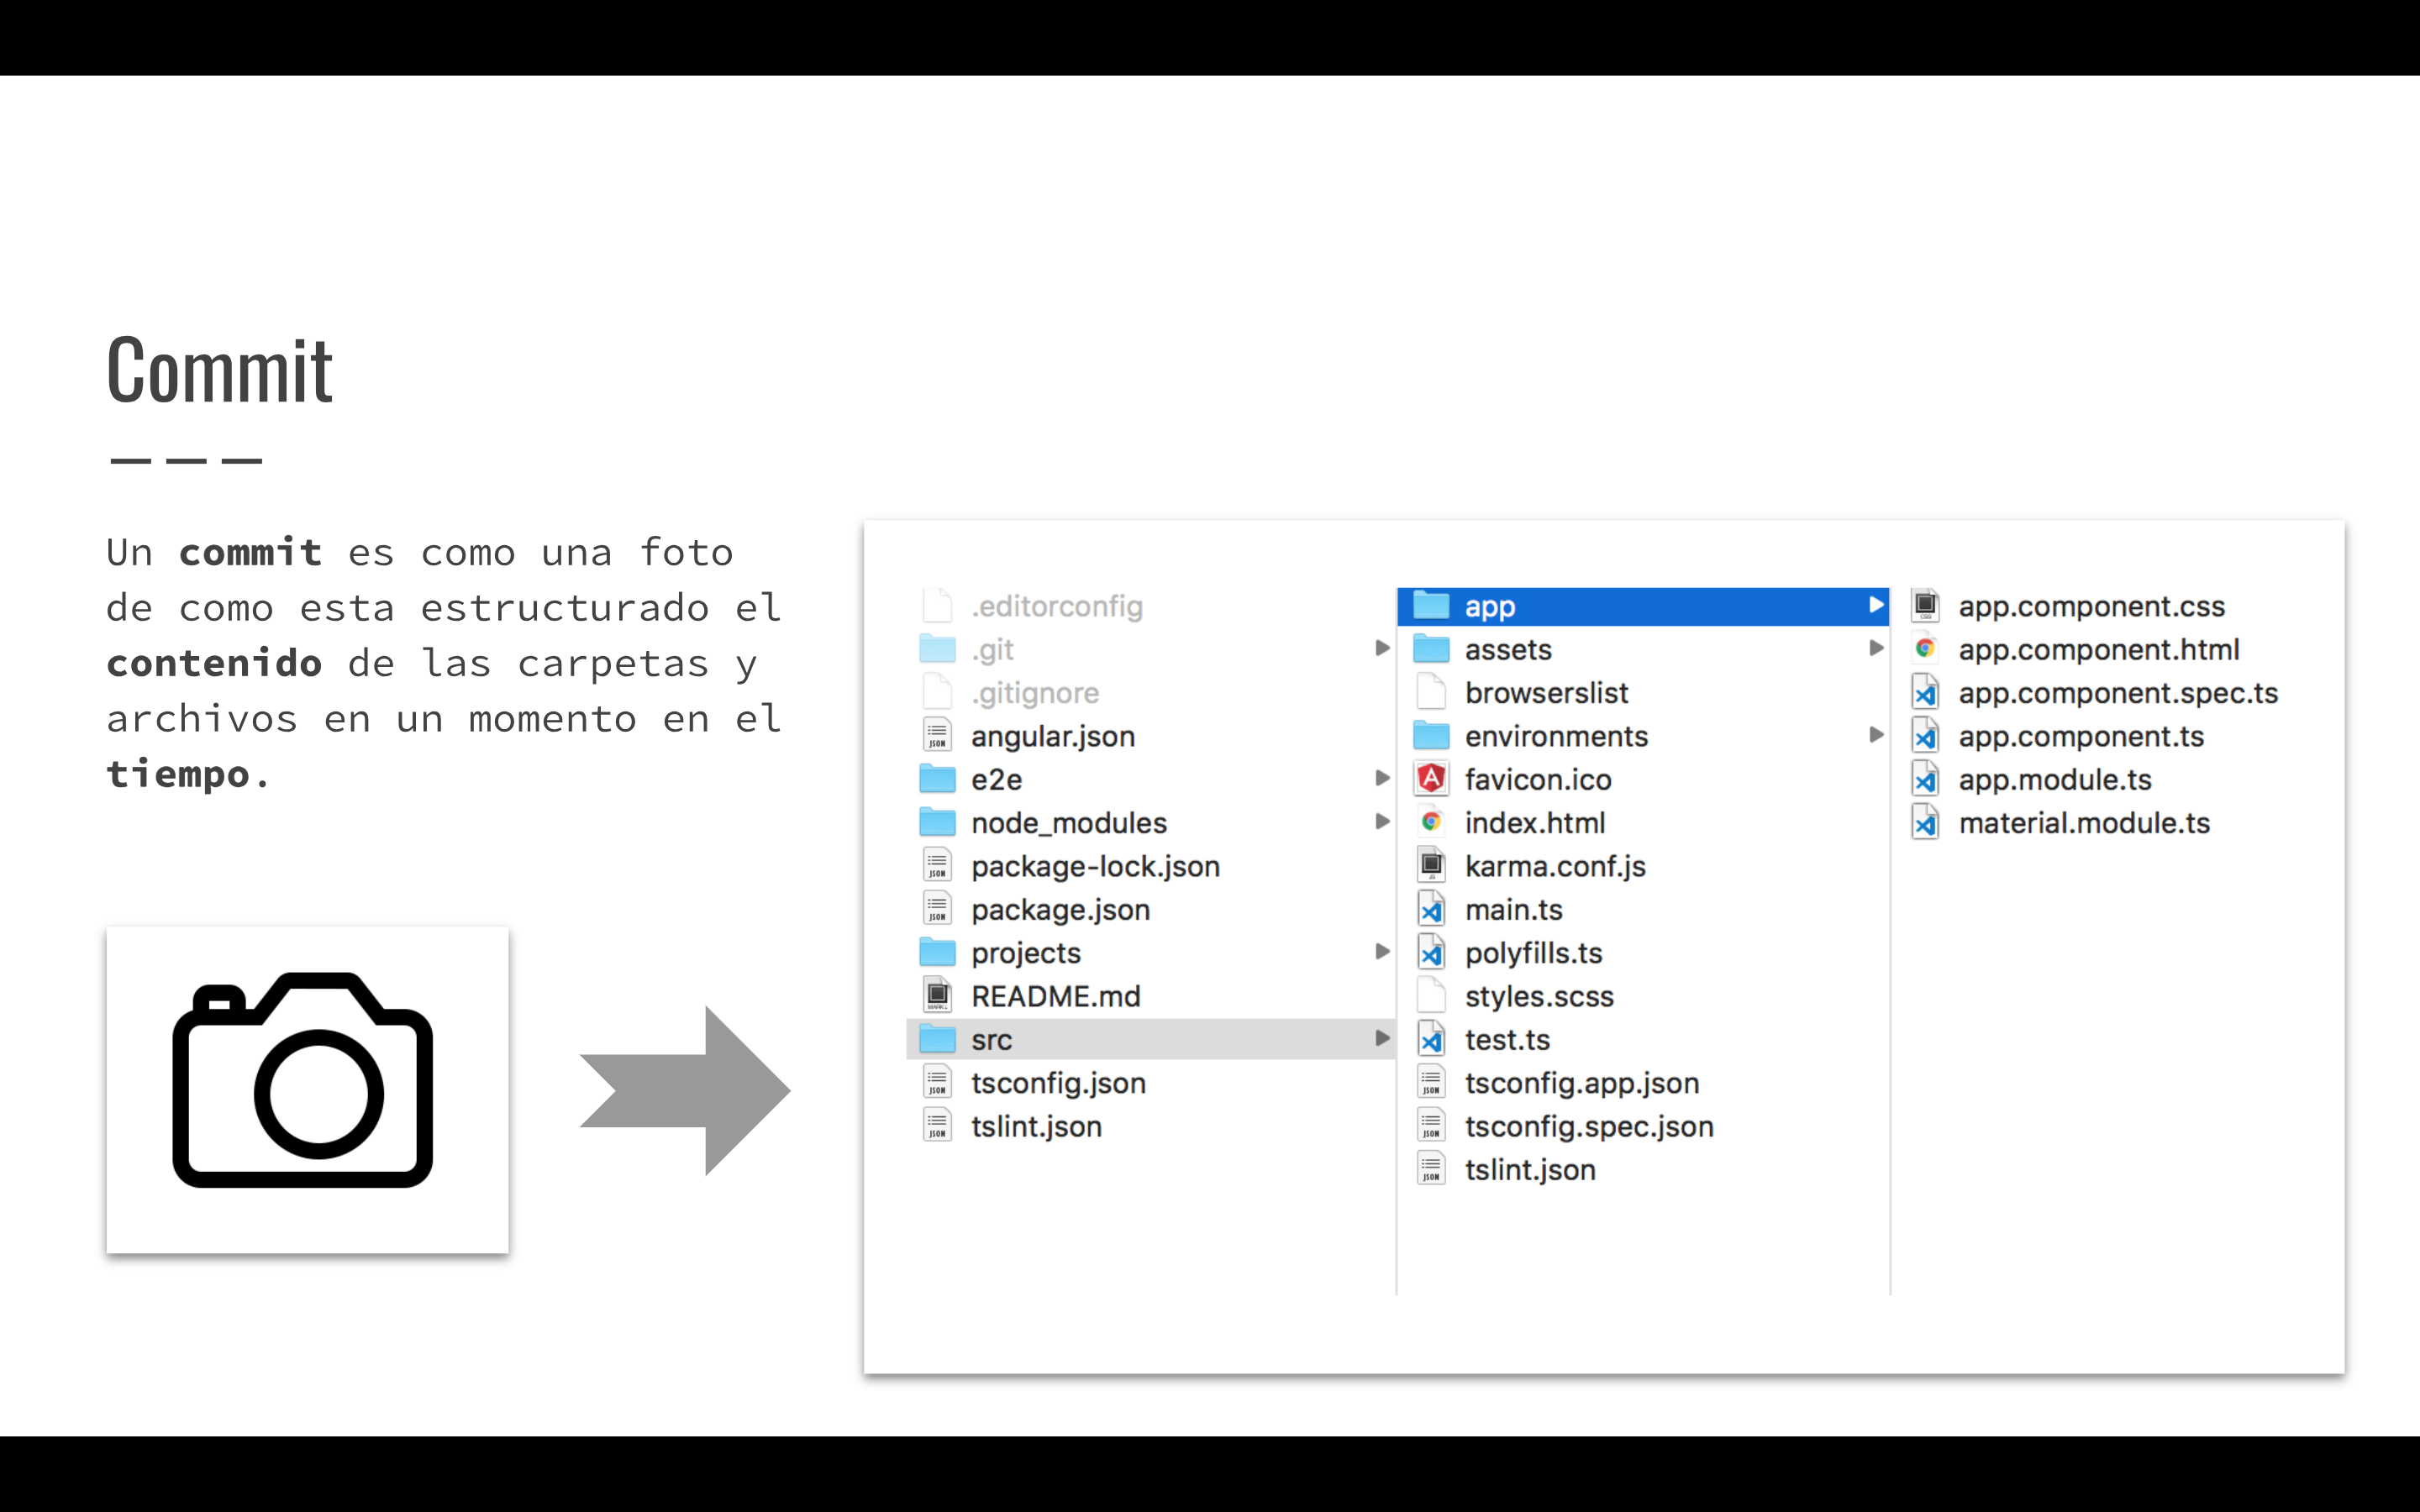 Commit
Un commit es como una foto
de como esta estructurado el
contenido de las carpetas y
archivos en un momento en el
tiempo.
.editorconfig
.git
.gitignore
angular.json
e2e
node_modules
package-lock.json
package.json
projects
README.md
src
tsconfig.json
tslint.json
app
assets
browserslist
environments
favicon.ico
index.html
karma.conf.js
main.ts
polyfills.ts
styles.scss
test.ts
tsconfig.app.json
tsconfig.spec.json
tslint.json
app.component.css
app.component.html
app.component.spec.ts
app.component.ts
app.module.ts
material.module.ts